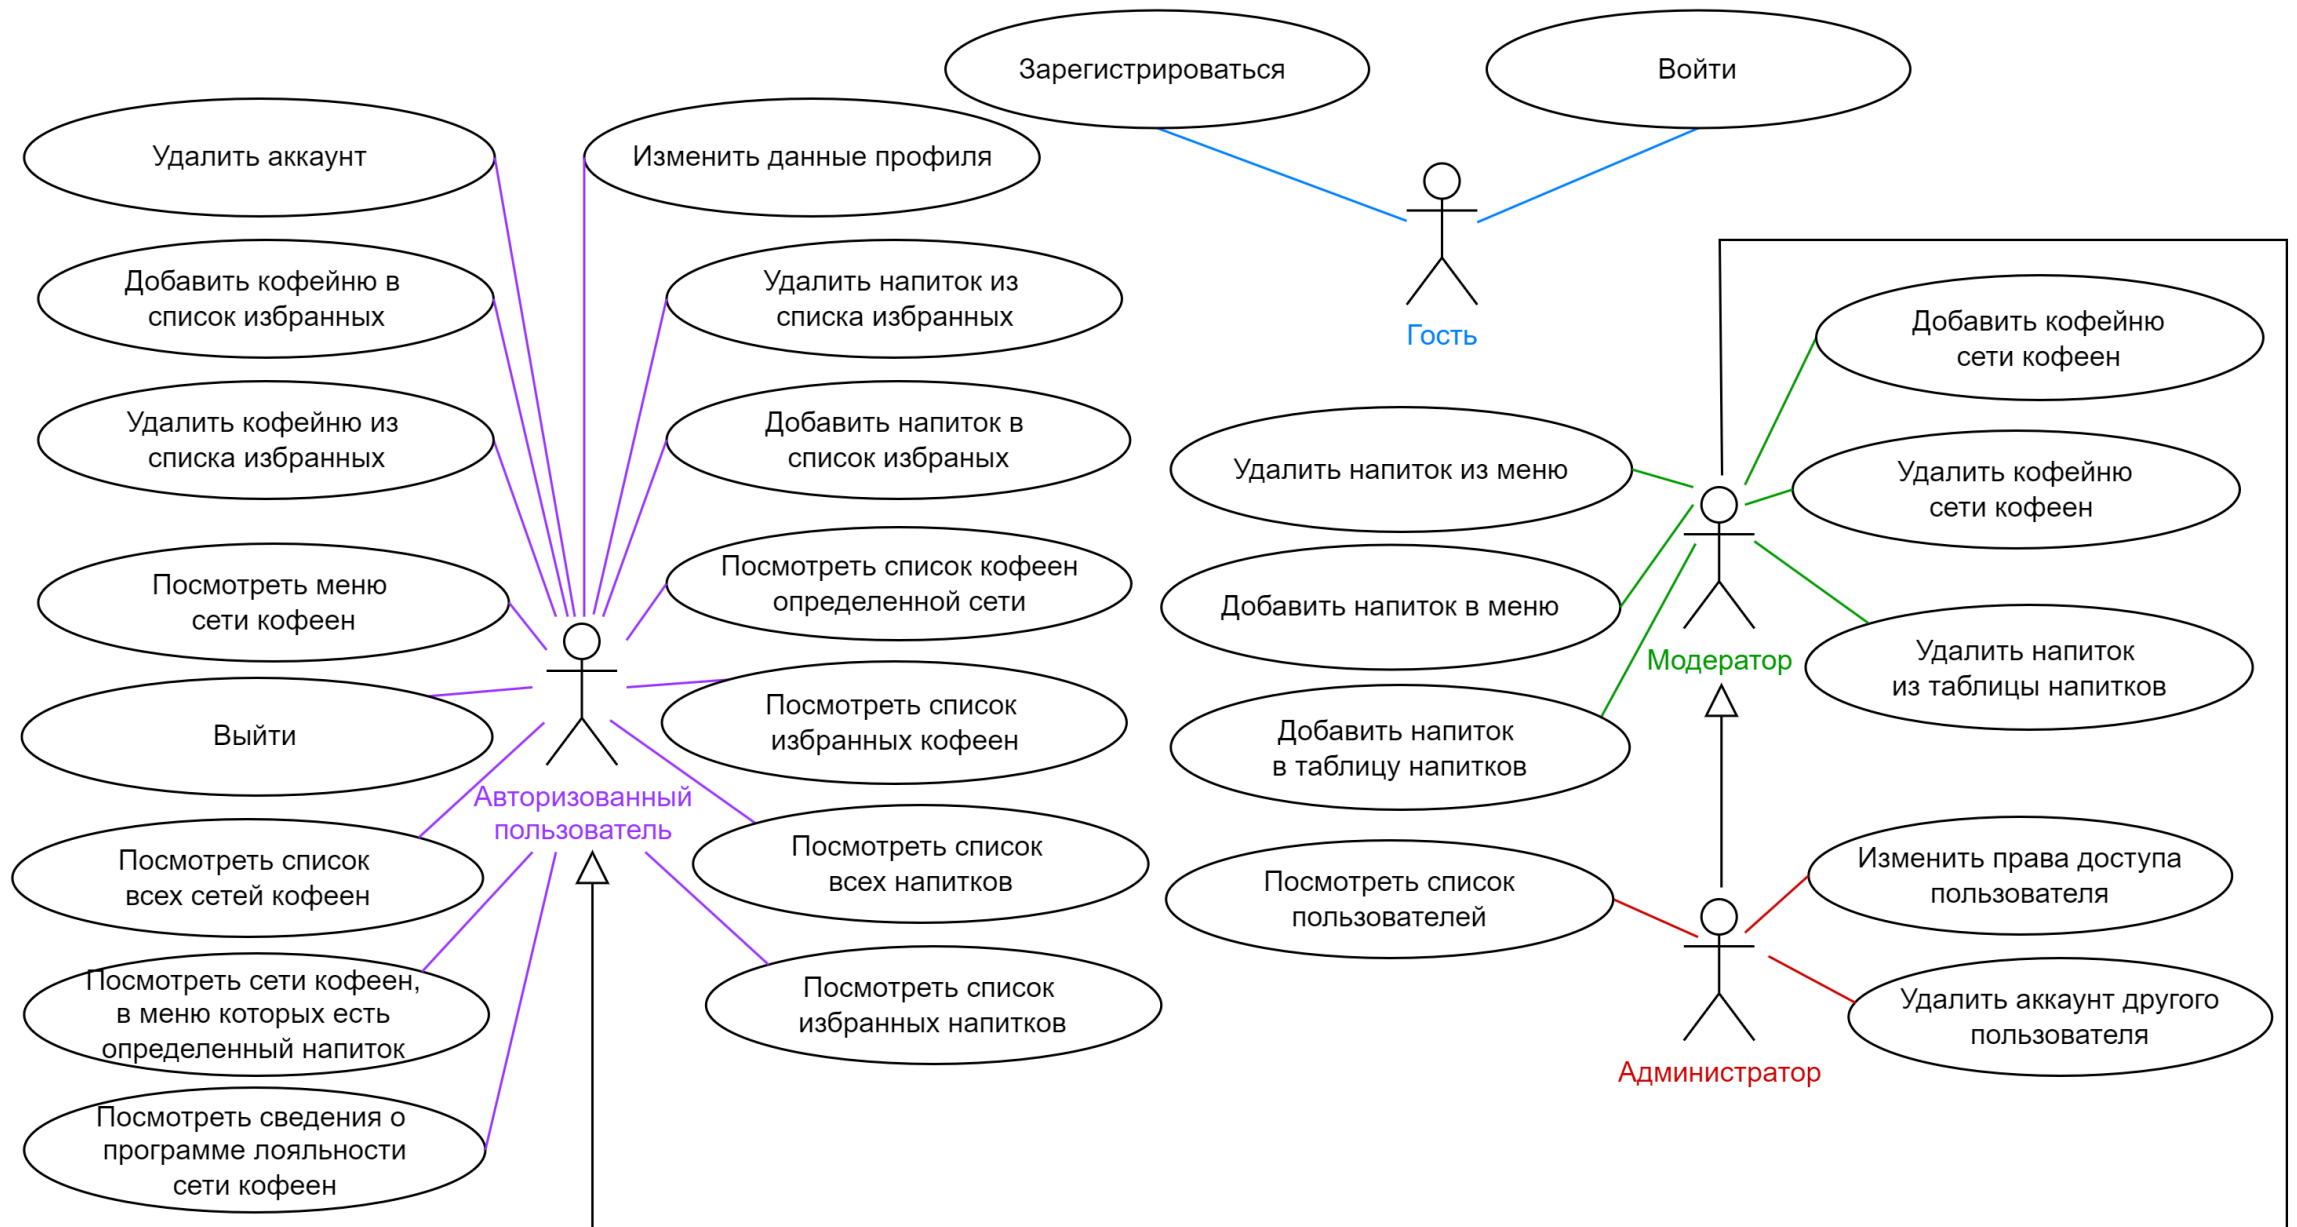 Зарегистрироваться
Войти
Удалить аккаунт
Изменить данные профиля
Добавить кофейню в
список избранных
Удалить напиток из
списка избранных
Гость
Добавить кофейню
сети кофеен
Удалить кофейню из
списка избранных
Добавить напиток в
список избраных
Удалить напиток из меню
Удалить кофейню
сети кофеен
Посмотреть меню
сети кофеен
Посмотреть список кофеен
определенной сети
Добавить напиток в меню
Модератор
Удалить напиток
из таблицы напитков
Выйти
Посмотреть список
избранных кофеен
Добавить напиток
в таблицу напитков
Авторизованный
пользователь
Посмотреть список
всех сетей кофеен
Посмотреть список
всех напитков
Посмотреть список
пользователей
Изменить права доступа
пользователя
Посмотреть сети кофеен,
в меню которых есть
определенный напиток
Посмотреть список
избранных напитков
Удалить аккаунт другого
пользователя
Администратор
Посмотреть сведения о
программе лояльности
сети кофеен